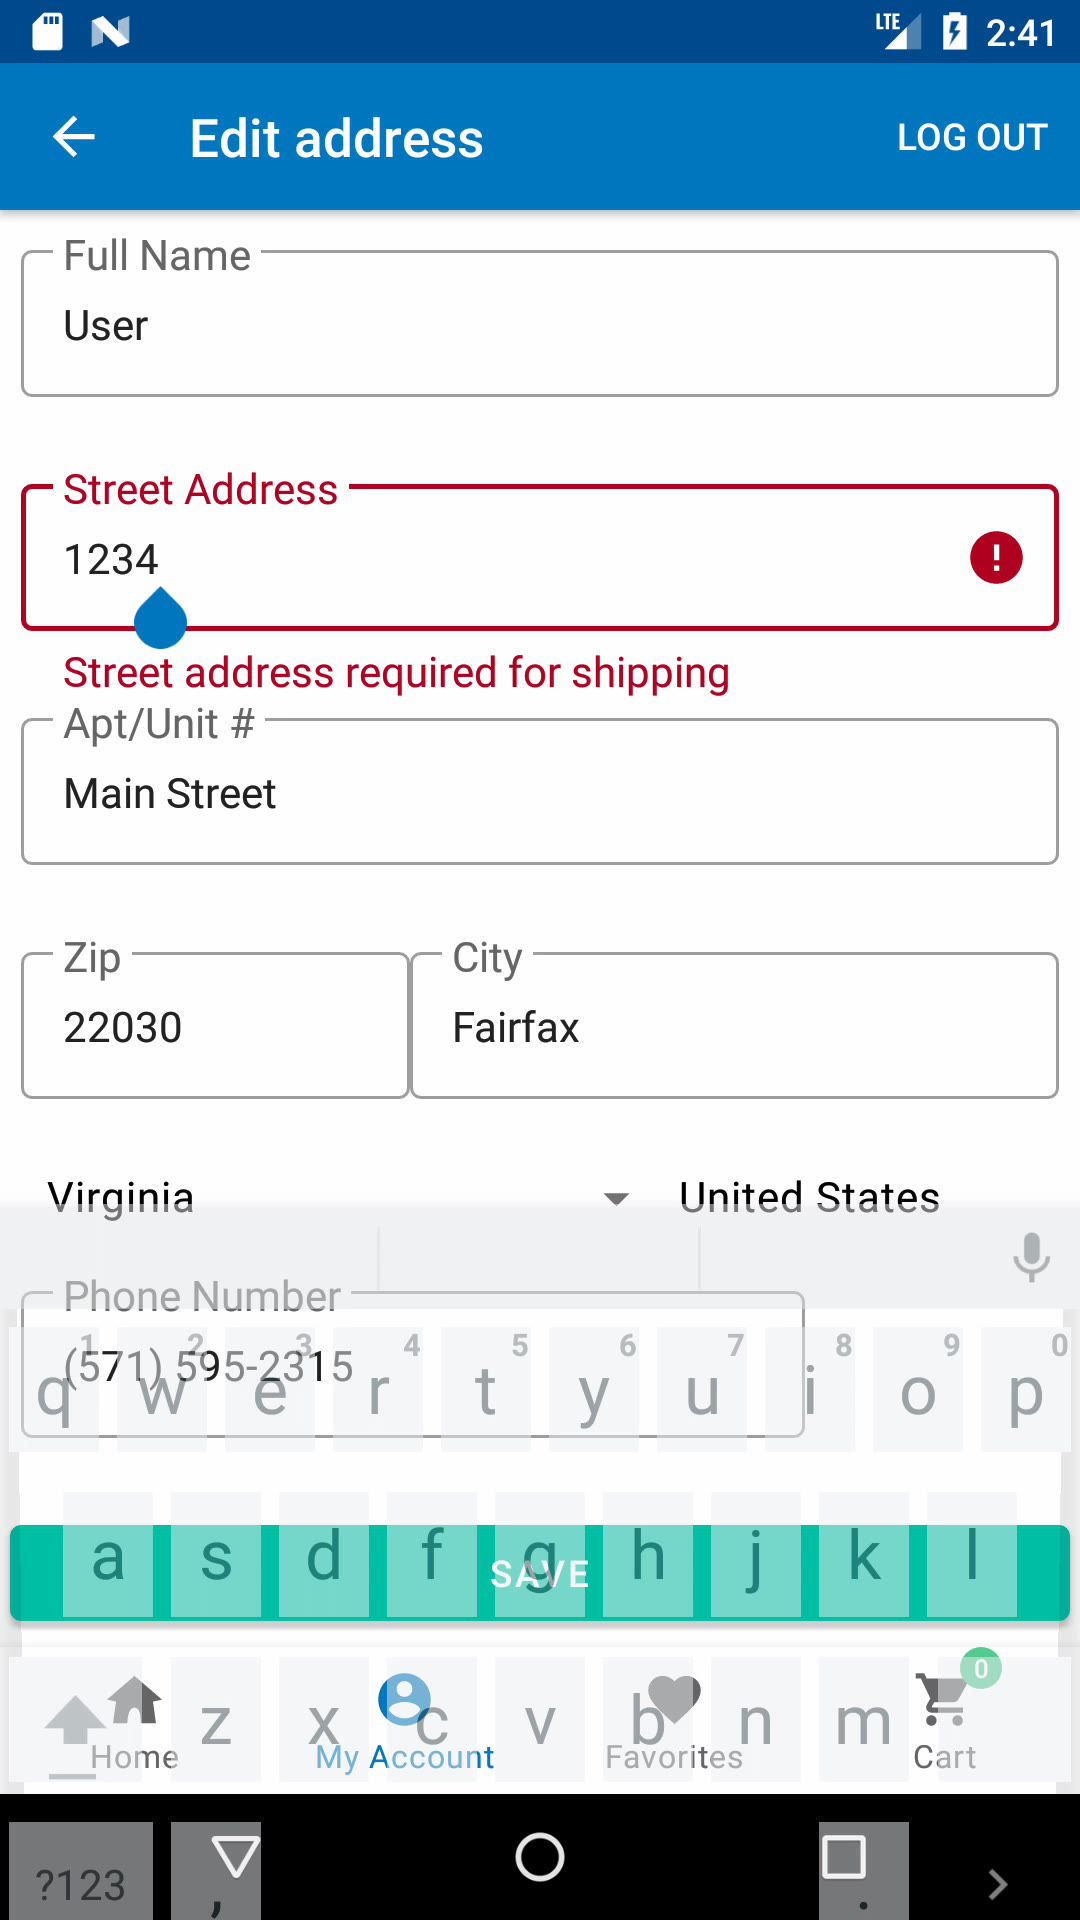 LTE 2:41
Edit address LOG OUT
Full Name
User
Street Address
1234
!
Street address required for shipping
Apt/Unit #
Main Street
Zip City
22030 Fairfax
Virginia United States
Phone Number
1 2 3 4 5 6 7 8 9 0
(571) 595-2315
q w e r t y u i o p
a s d f g h j k l
SAVE
0
z x c v b n m
Home My Account Favorites Cart
?123 , .